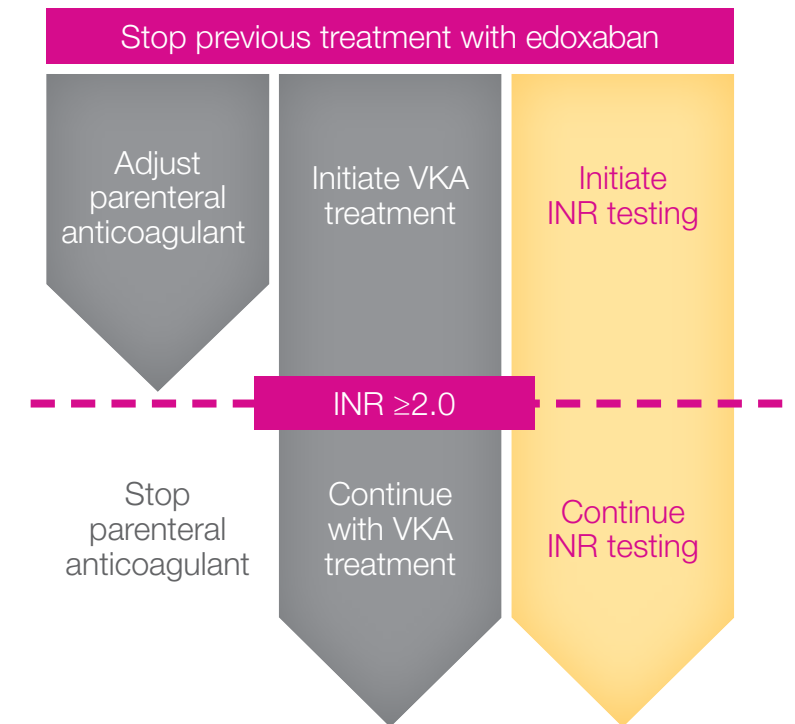 Stop previous treatment with edoxaban
Adjust
parenteral
anticoagulant
Initiate VKA
treatment
Initiate
INR testing
INR ≥2.0
Stop
parenteral
anticoagulant
Continue
with VKA
treatment
Continue
INR testing